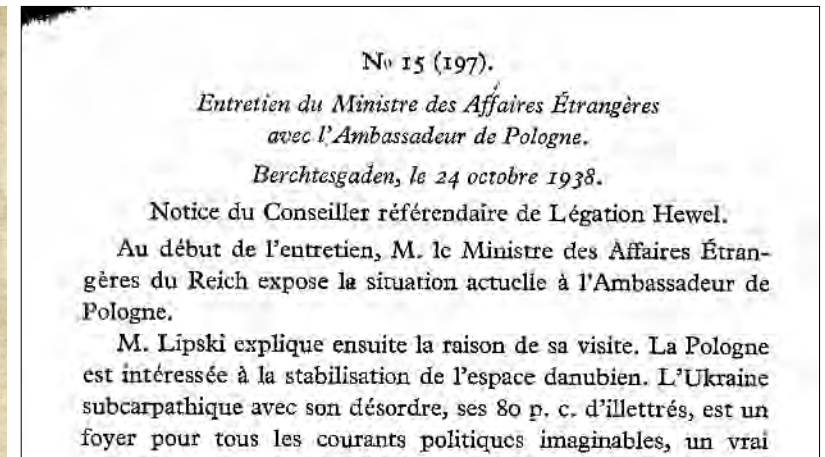 No 15 (197).
Entretien du Ministre des Affaires Étrangères
avec l'Ambassadeur de Pologne.
Berchtesgaden, le 24 octobre 1938.
Notice du Conseiller référendaire de Légation Hewel.
Au début de l'entretien, M. le Ministre des Affaires Étran-
gères du Reich expose la situation actuelle à l'Ambassadeur de
Pologne.
M. Lipski explique ensuite la raison de sa visite. La Pologne
est intéressée à la stabilisation de l'espace danubien. L'Ukraine
subcarpathique avec son désordre, ses 80 p. c. d'illettrés, est un
foyer pour tous les courants politiques imaginables, un vrai